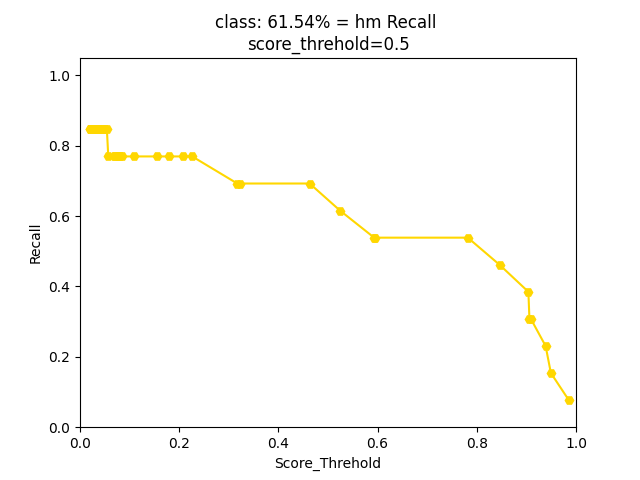 class: 61.54% = hm Recall
score_threhold=0.5
1.0
0.8
0.6
0.4
0.2
0.0
Recall
0.0 0.2 0.4 0.6 0.8 1.0
Score_Threhold